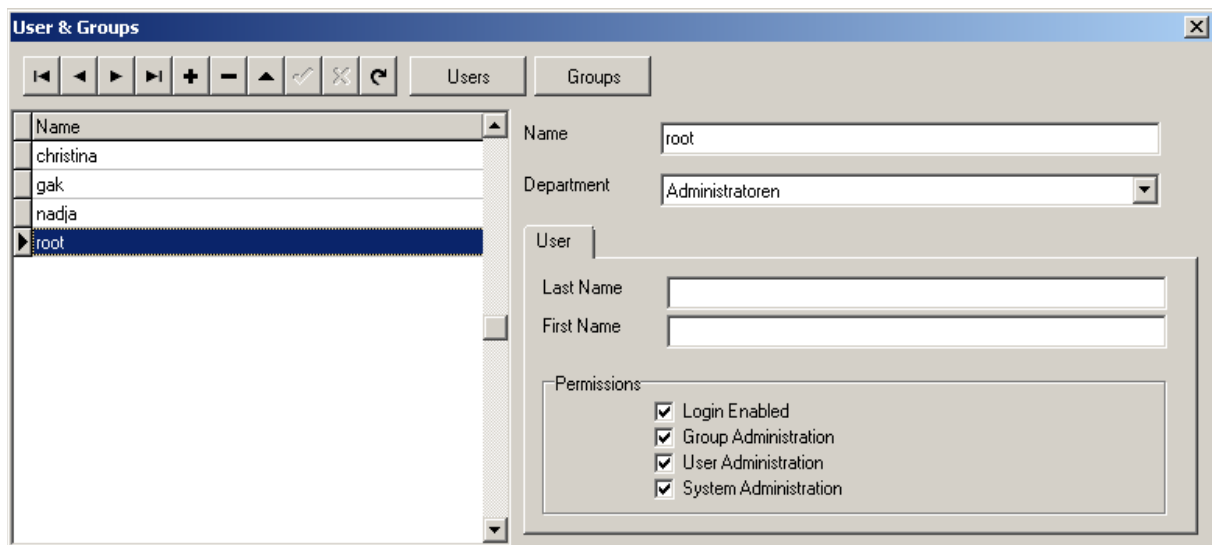 User & Groups
Users
Groups
Name
christina
gak
nadja
root
Name
root
Department
Administratoren
User
Last Name
First Name
Permissions
Login Enabled
Group Administration
User Administration
System Administration